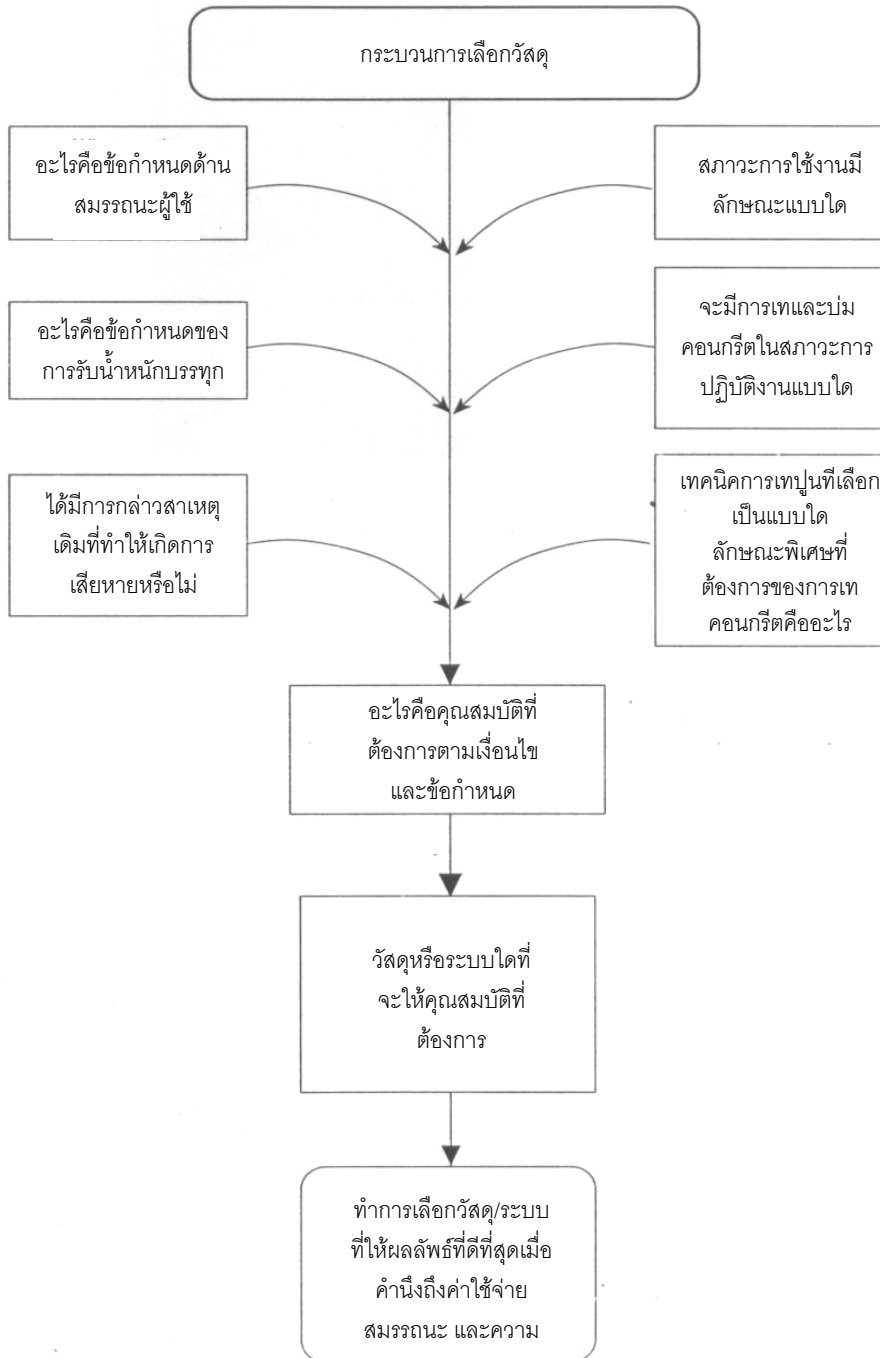 กระบวนการเลือกวัสดุ
อะไรคือข้อกำหนดด้าน
สมรรถนะผู้ใช้
สภาวะการใช้งานมี
ลักษณะแบบใด
อะไรคือข้อกำหนดของ
การรับน้ำหนักบรรทุก
จะมีการเทและบ่ม
คอนกรีตในสภาวะการ
ปฏิบัติงานแบบใด
ได้มีการกล่าวสาเหตุ
เดิมที่ทำให้เกิดการ
เสียหายหรือไม่
เทคนิคการเทปูนที่เลือก
เป็นแบบใด
ลักษณะพิเศษที่
ต้องการของการเท
คอนกรีตคืออะไร
อะไรคือคุณสมบัติที่
ต้องการตามเงื่อนไข
และข้อกำหนด
วัสดุหรือระบบใดที่
จะให้คุณสมบัติที่
ต้องการ
ทำการเลือกวัสดุ/ระบบ
ที่ให้ผลลัพธ์ที่ดีที่สุดเมื่อ
คำนึงถึงค่าใช้จ่าย
สมรรถนะ และความ